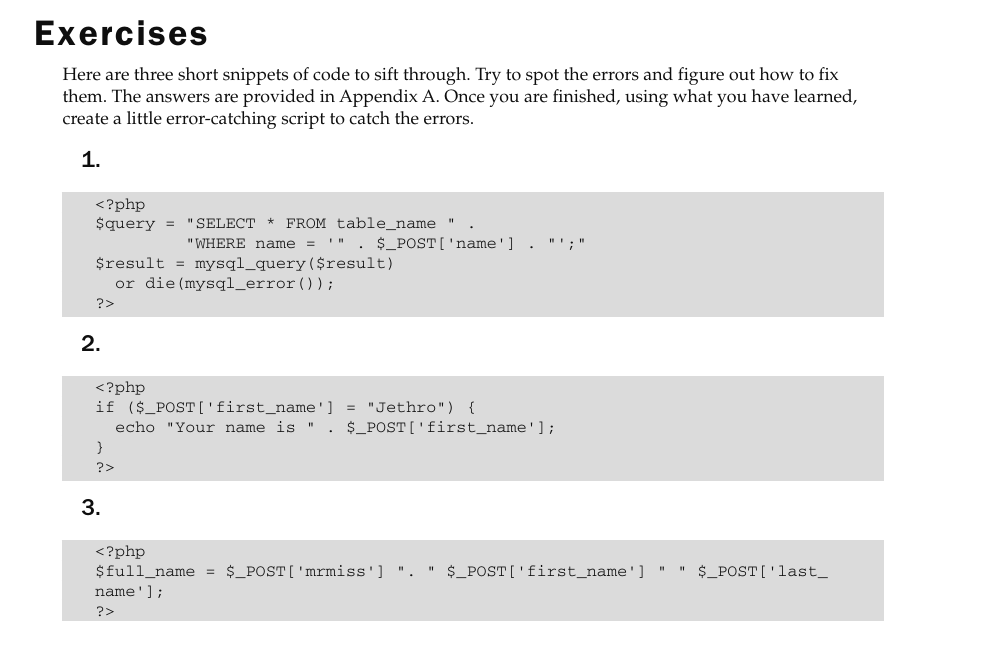 Exercises
Here are three short snippets of code to sift through. Try to spot the errors and figure out how to fix
them. The answers are provided in Appendix A. Once you are finished, using what you have learned,
create a little error-catching script to catch the errors.
1.
<?php
$query = "SELECT * FROM table_name " .
"WHERE name = '" . $_POST['name'] . "';"
$result = mysql_query($result)
or die(mysql_error());
?>
2.
<?php
if ($_POST['first_name'] = "Jethro") {
echo "Your name is " . $_POST['first_name'];
}
?>
3.
<?php
$full_name = $_POST['mrmiss'] ". " $_POST['first_name'] " " $_POST['last_
name'];
?>